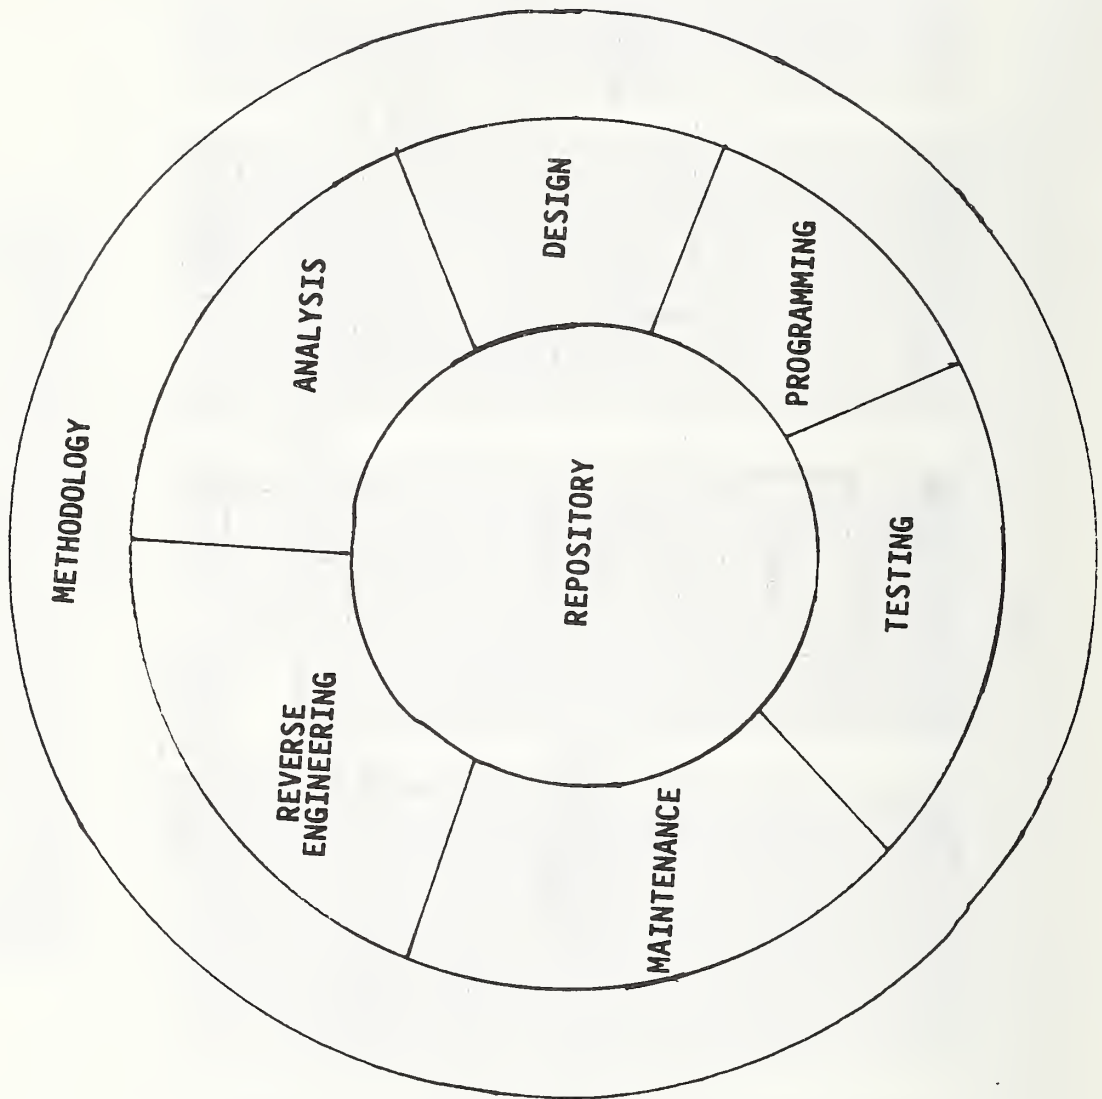 METHODOLOGY
REVERSE
ENGINEERING
ANALYSIS
DESIGN
REPOSITORY
MAINTENANCE
PROGRAMMING
TESTING